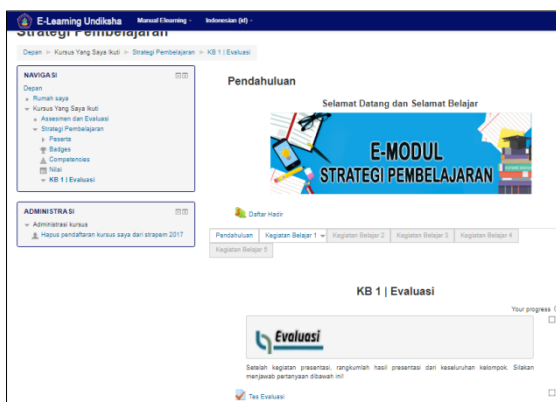 E-Learning Undiksha
Manual Elearning
Indonesian (id)
Strategi Pembelajaran
Depan
Kursus Yang Saya Ikuti
Strategi Pembelajaran
KB 1 | Evaluasi
NAVIGASI
Depan
Rumah saya
Kursus Yang Saya Ikuti
Asesmen dan Evaluasi
Strategi Pembelajaran
Peserta
Badges
Competencies
Nilai
KB 1 | Evaluasi
ADMINISTRASI
Administrasi kursus
Hapus pendaftaran kursus saya dari strapem 2017
Pendahuluan
Selamat Datang dan Selamat Belajar
E-MODUL
STRATEGI PEMBELAJARAN
Daftar Hadir
Pendahuluan
Kegiatan Belajar 1
Kegiatan Belajar 2
Kegiatan Belajar 3
Kegiatan Belajar 4
Kegiatan Belajar 5
KB 1 | Evaluasi
Your progress
Evaluasi
Setelah kegiatan presentasi, rangkumlah hasil presentasi dari keseluruhan kelompok. Silakan
menjawab pertanyaan dibawah ini!
Tes Evaluasi